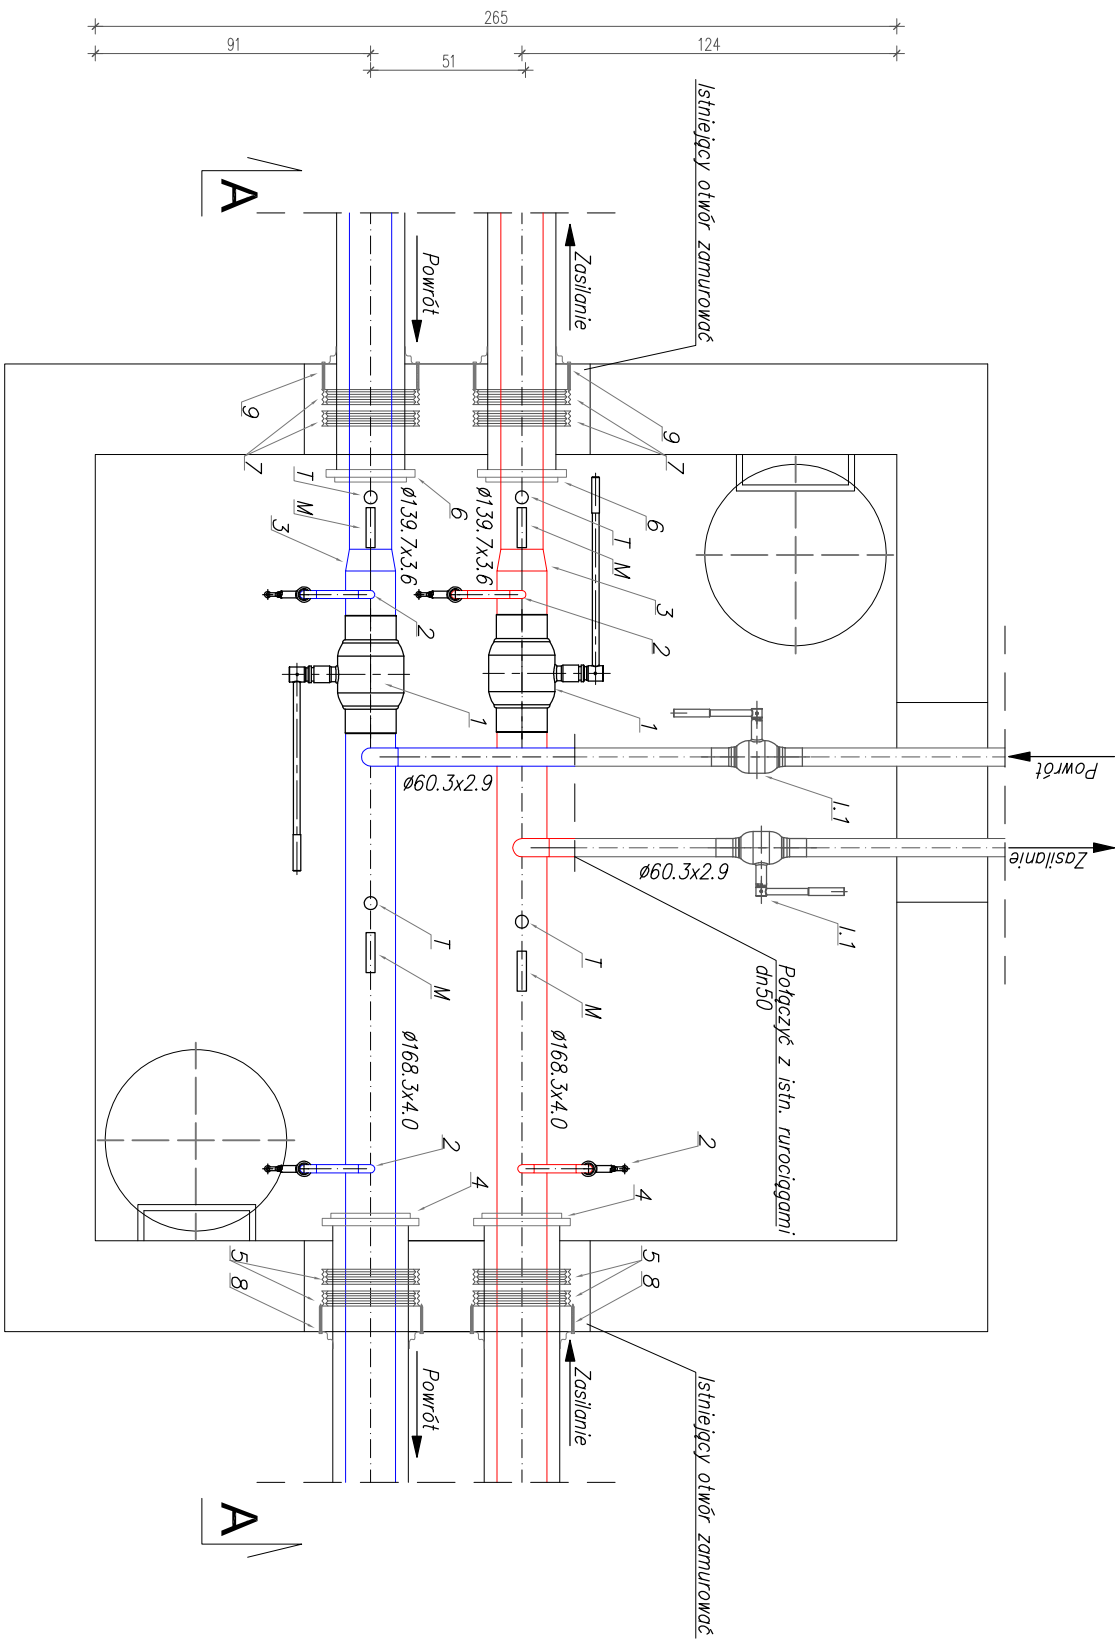 265
91
51
124
Istniejący otwór zamurować
A
Powrót
Zasilanie
9
7
9
7
T
M
3
6
ø139.7x3.6
ø139.7x3.6
6
T
M
3
2
2
1
1
ø60.3x2.9
Powrót
1.1
Zasilanie
ø60.3x2.9
1.1
T
M
T
M
Połączyć z istn. rurociągami
dn50
ø168.3x4.0
ø168.3x4.0
2
2
4
4
5
8
5
8
Powrót
Zasilanie
Istniejący otwór zamurować
A